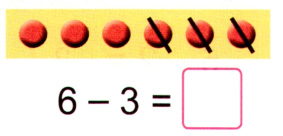 6 – 3 =